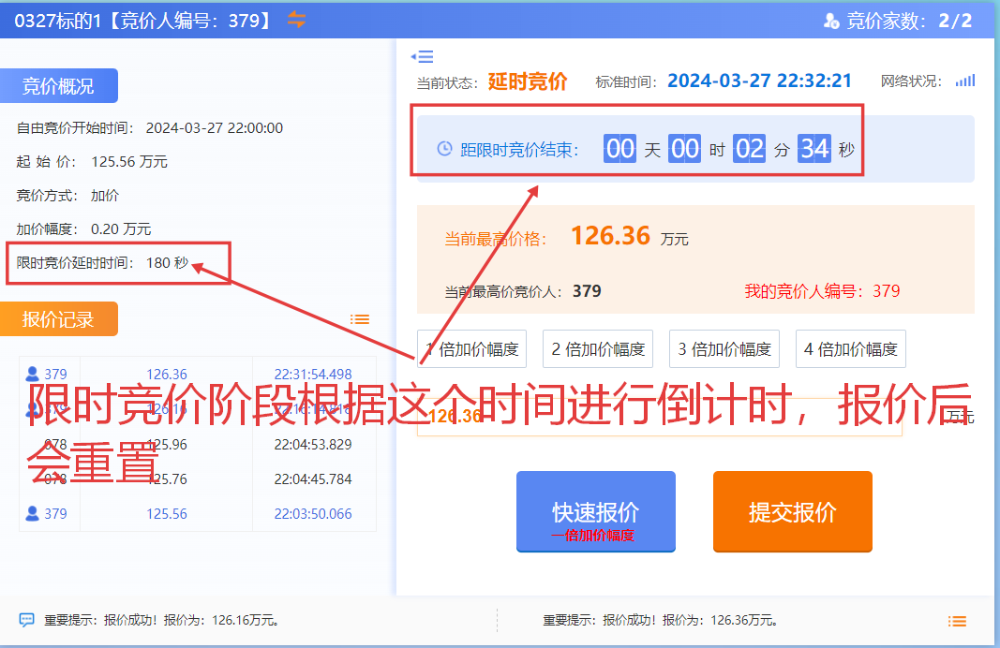 0327标的1【竞价人编号：379】
竞价家数：2/2
竞价概况
自由竞价开始时间： 2024-03-27 22:00:00
起 始 价： 125.56 万元
竞价方式： 加价
加价幅度： 0.20 万元
限时竞价延时时间： 180 秒
报价记录
379 126.36 22:31:54.498
379 126.16 22:16:14.816
078 125.96 22:04:53.829
078 125.76 22:04:45.784
379 125.56 22:03:50.066
当前状态： 延时竞价 标准时间： 2024-03-27 22:32:21 网络状况：
距限时竞价结束： 00 天 00 时 02 分 34 秒
当前最高价格： 126.36 万元
当前最高价竞价人： 379 我的竞价人编号：379
1 倍加价幅度 2 倍加价幅度 3 倍加价幅度 4 倍加价幅度
126.36 万元
限时竞价阶段根据这个时间进行倒计时，报价后
会重置
快速报价
一倍加价幅度
提交报价
重要提示：报价成功！报价为：126.16万元。
重要提示：报价成功！报价为：126.36万元。